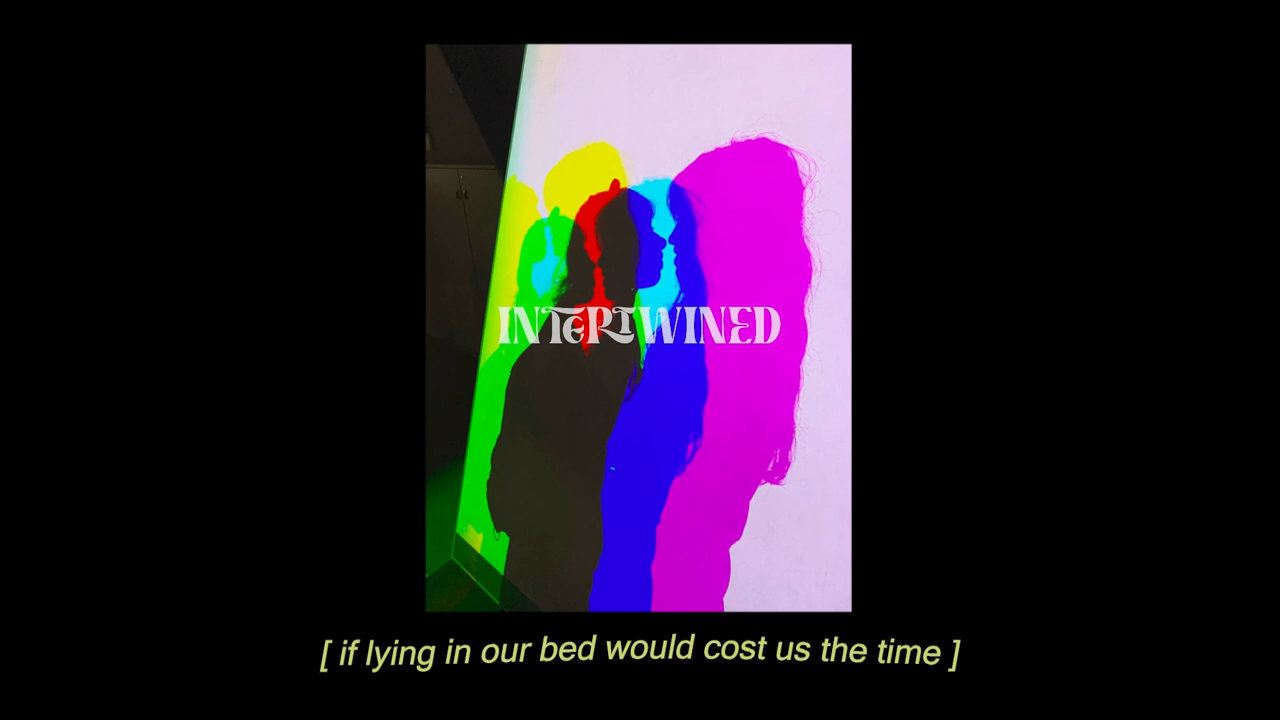 INTERTWINED
[ if lying in our bed would cost us the time ]